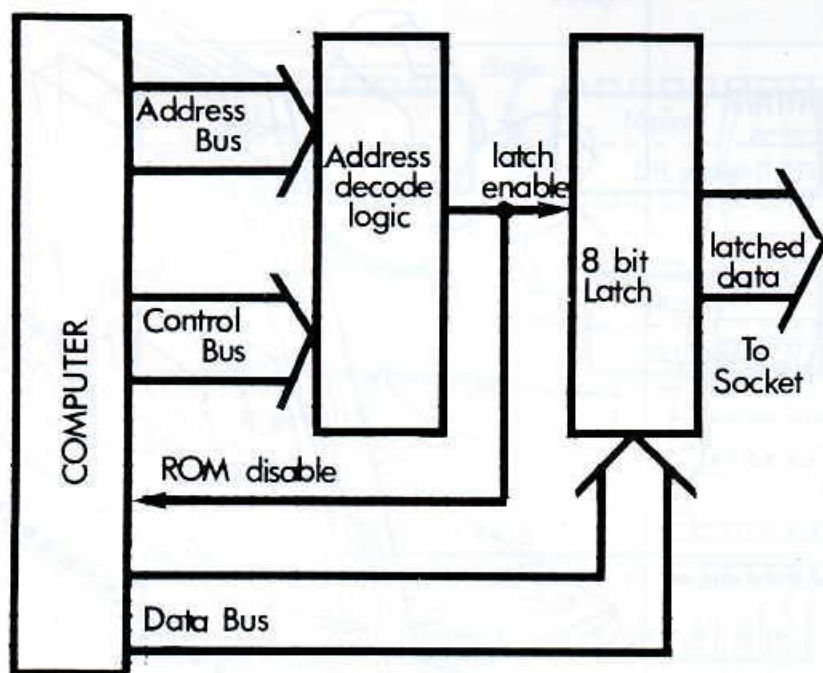 COMPUTER
Address
Bus
Control
Bus
ROM disable
Data Bus
Address
decode
logic
latch
enable
8 bit
Latch
latched
data
To
Socket